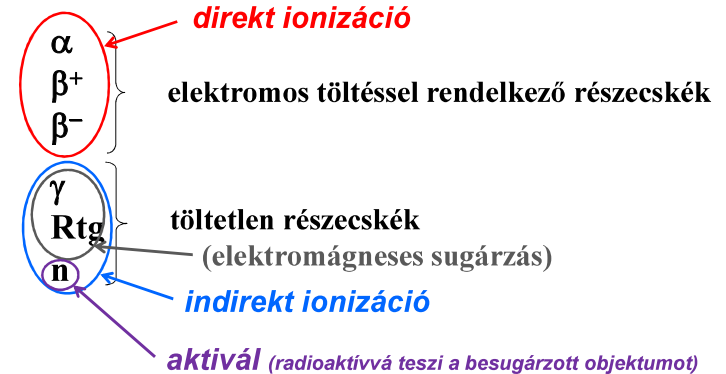 direkt ionizáció
α
β+
elektromos töltéssel rendelkező részecskék
β−
γ
Rtg
töltetlen részecskék
(elektromágneses sugárzás)
n
indirekt ionizáció
aktivál (radioaktívvá teszi a besugárzott objektumot)